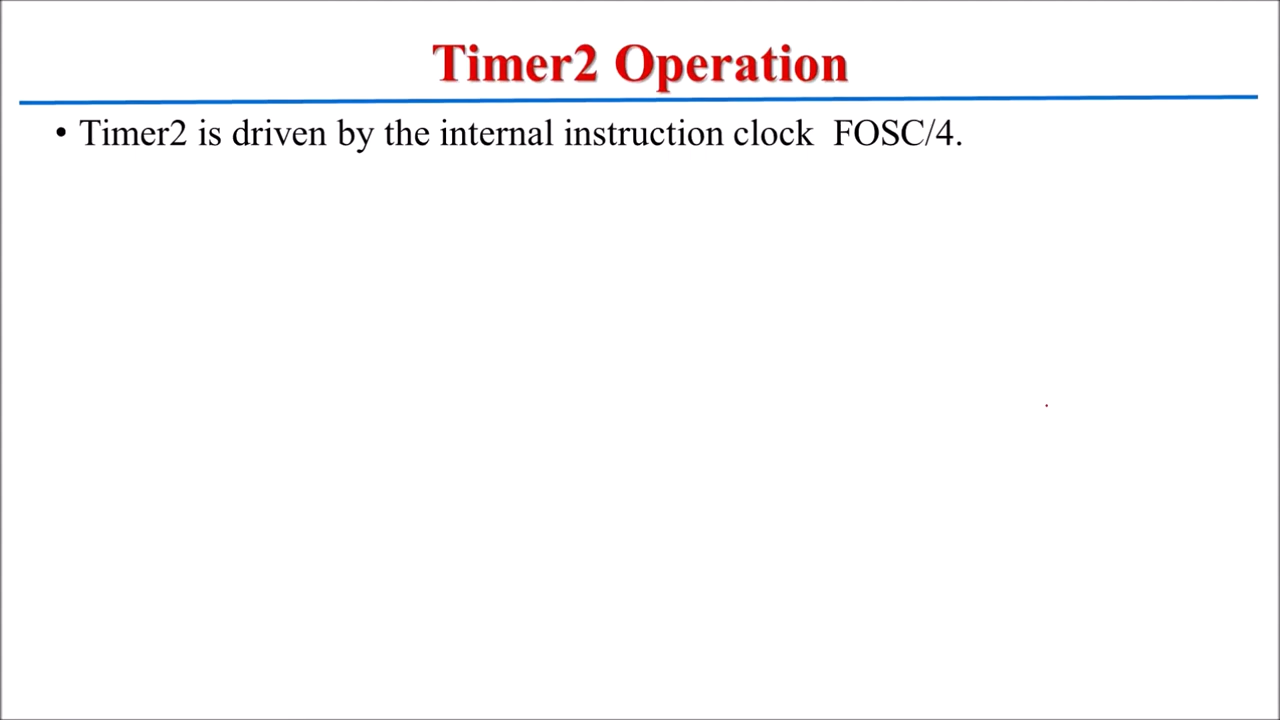 Timer2 Operation
• Timer2 is driven by the internal instruction clock  FOSC/4.